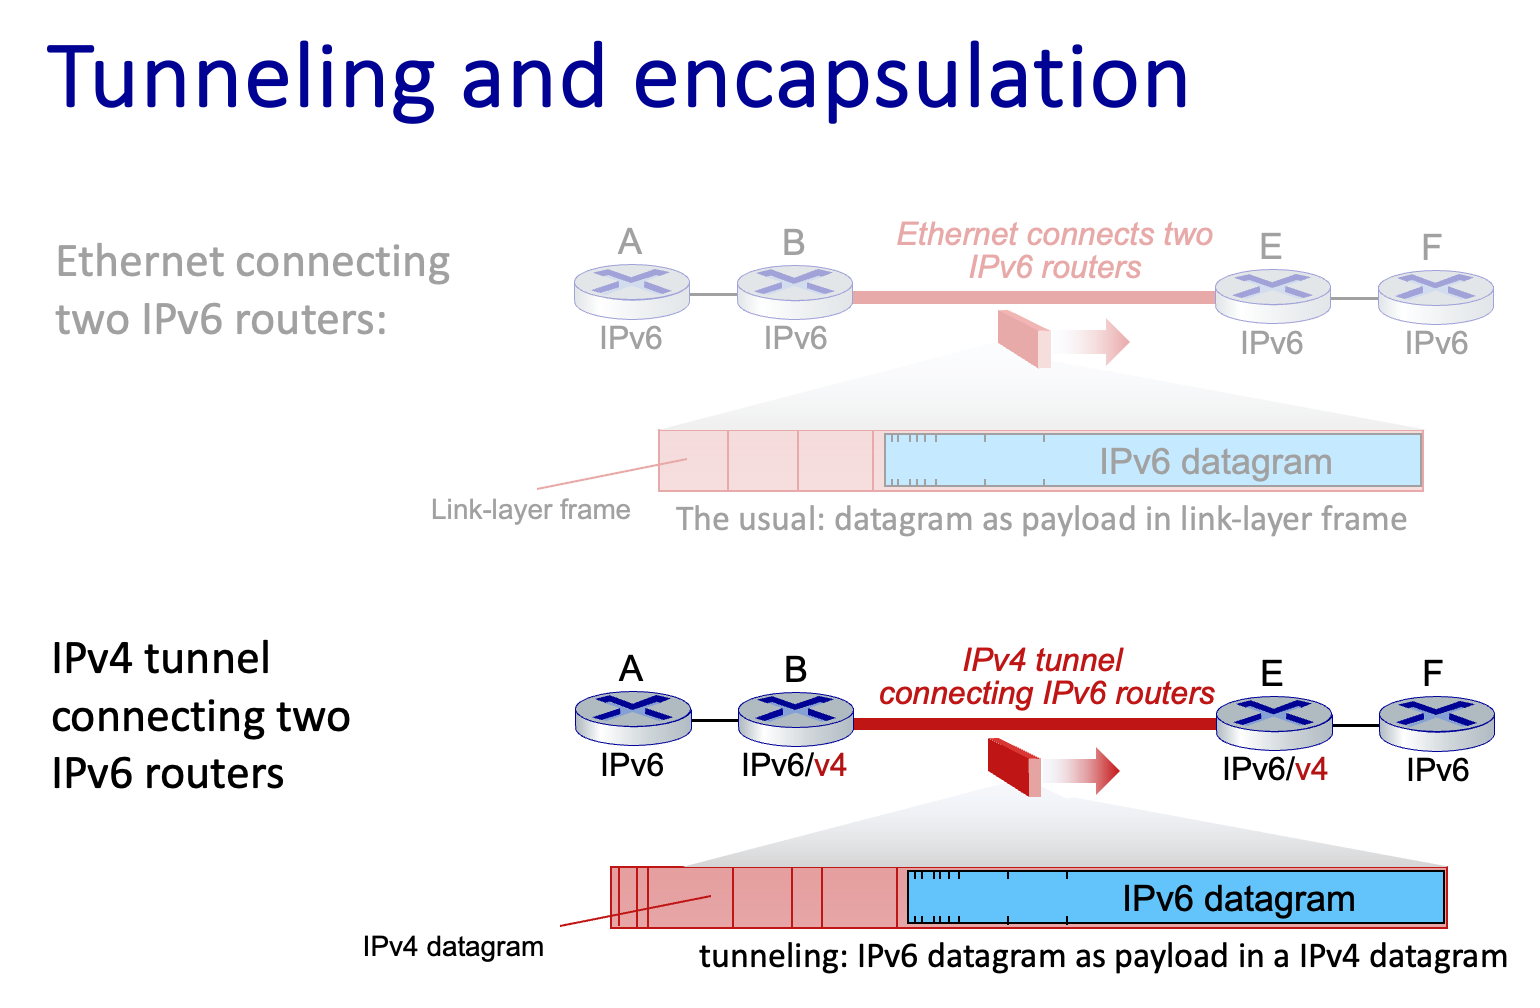 Tunneling and encapsulation
Ethernet connecting
two IPv6 routers:
A
B
Ethernet connects two
IPv6 routers
E
F
IPv6
IPv6
IPv6
IPv6
IPv6 datagram
Link-layer frame
The usual: datagram as payload in link-layer frame
IPv4 tunnel
connecting two
IPv6 routers
A
B
IPv4 tunnel
connecting IPv6 routers
E
F
IPv6
IPv6/v4
IPv6/v4
IPv6
IPv6 datagram
IPv4 datagram
tunneling: IPv6 datagram as payload in a IPv4 datagram